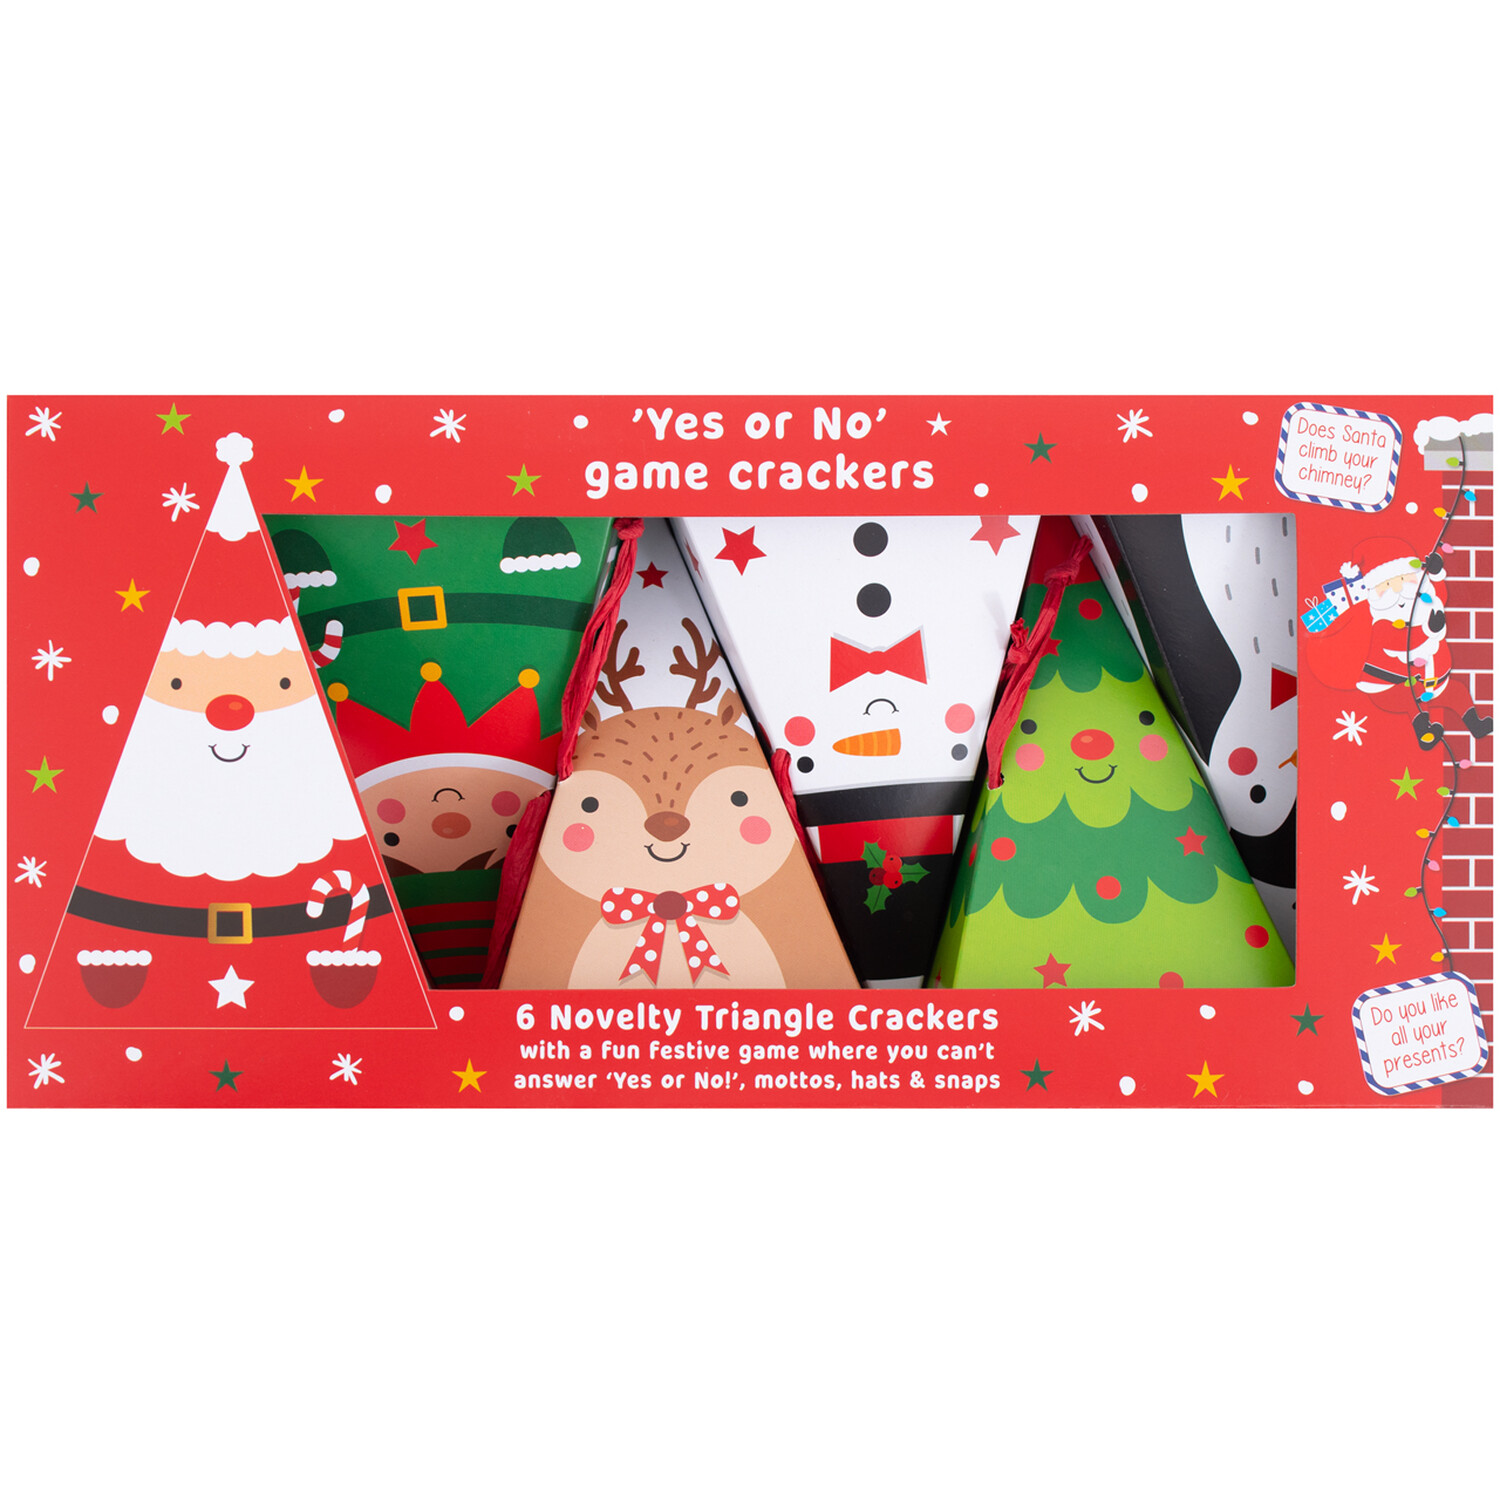 ’Yes or No’
game crackers
Does Santa
climb your
chimney?
6 Novelty Triangle Crackers
with a fun festive game where you can't
answer ‘Yes or No!’, mottos, hats & snaps
Do you like
all your
presents?